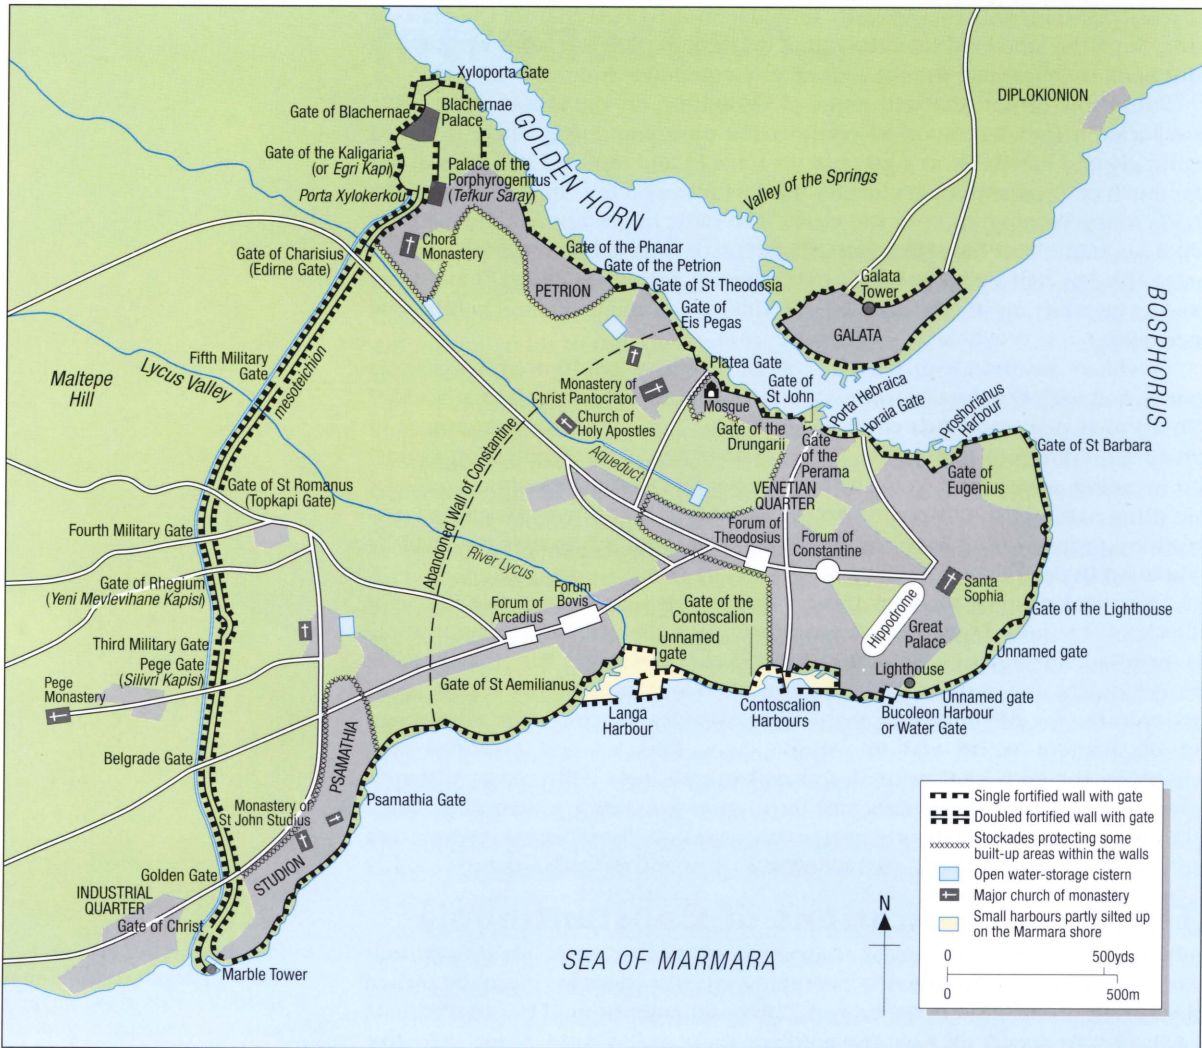 Xyloporta Gate
Gate of Blachernae
Blachernae
Palace
GOLDEN HORN
DIPLOKIONION
Gate of the Kaligaria
(or Egri Kapi)
Palace of the
Porphyrogenitus
(Tefkur Saray)
Porta Xylokerkou
Valley of the Springs
Gate of Charisius
(Edirne Gate)
Chora
Monastery
Gate of the Phanar
Gate of the Petrion
Gate of St Theodosia
PETRION
Gate of
Eis Pegas
Galata
Tower
GALATA
BOSPHORUS
Fifth Military
Gate
mesoteichion
Lycus Valley
Maltepe
Hill
Platea Gate
Monastery of
Christ Pantocrator
Mosque
Gate of
St John
Porta Hebraica
Horaia Gate
Proshorianus
Harbour
Church of
Holy Apostles
Gate of the
Drungarii
Gate
of the
Perama
Gate of St Barbara
Gate of
Eugenius
Aqueduct
Abandoned Wall of Constantine
VENETIAN
QUARTER
Gate of St Romanus
(Topkapi Gate)
Fourth Military Gate
Forum of
Theodosius
Forum of
Constantine
River Lycus
Gate of Rhegium
(Yeni Mevlevihane Kapisi)
Forum of
Arcadius
Forum
Bovis
Santa
Sophia
Gate of the
Contoscalion
Hippodrome
Great
Palace
Gate of the Lighthouse
Third Military Gate
Unnamed
gate
Unnamed gate
Pege Gate
(Silivri Kapisi)
Pege
Monastery
Gate of St Aemilianus
Lighthouse
Unnamed gate
Langa
Harbour
Contoscalion
Harbours
Bucoleon Harbour
or Water Gate
Belgrade Gate
PSAMATHIA
Psamathia Gate
Monastery of
St John Studius
Golden Gate
STUDION
INDUSTRIAL
QUARTER
Gate of Christ
Marble Tower
SEA OF MARMARA
N
Single fortified wall with gate
Doubled fortified wall with gate
Stockades protecting some
built-up areas within the walls
Open water-storage cistern
Major church of monastery
Small harbours partly silted up
on the Marmara shore
0 500yds
0 500m